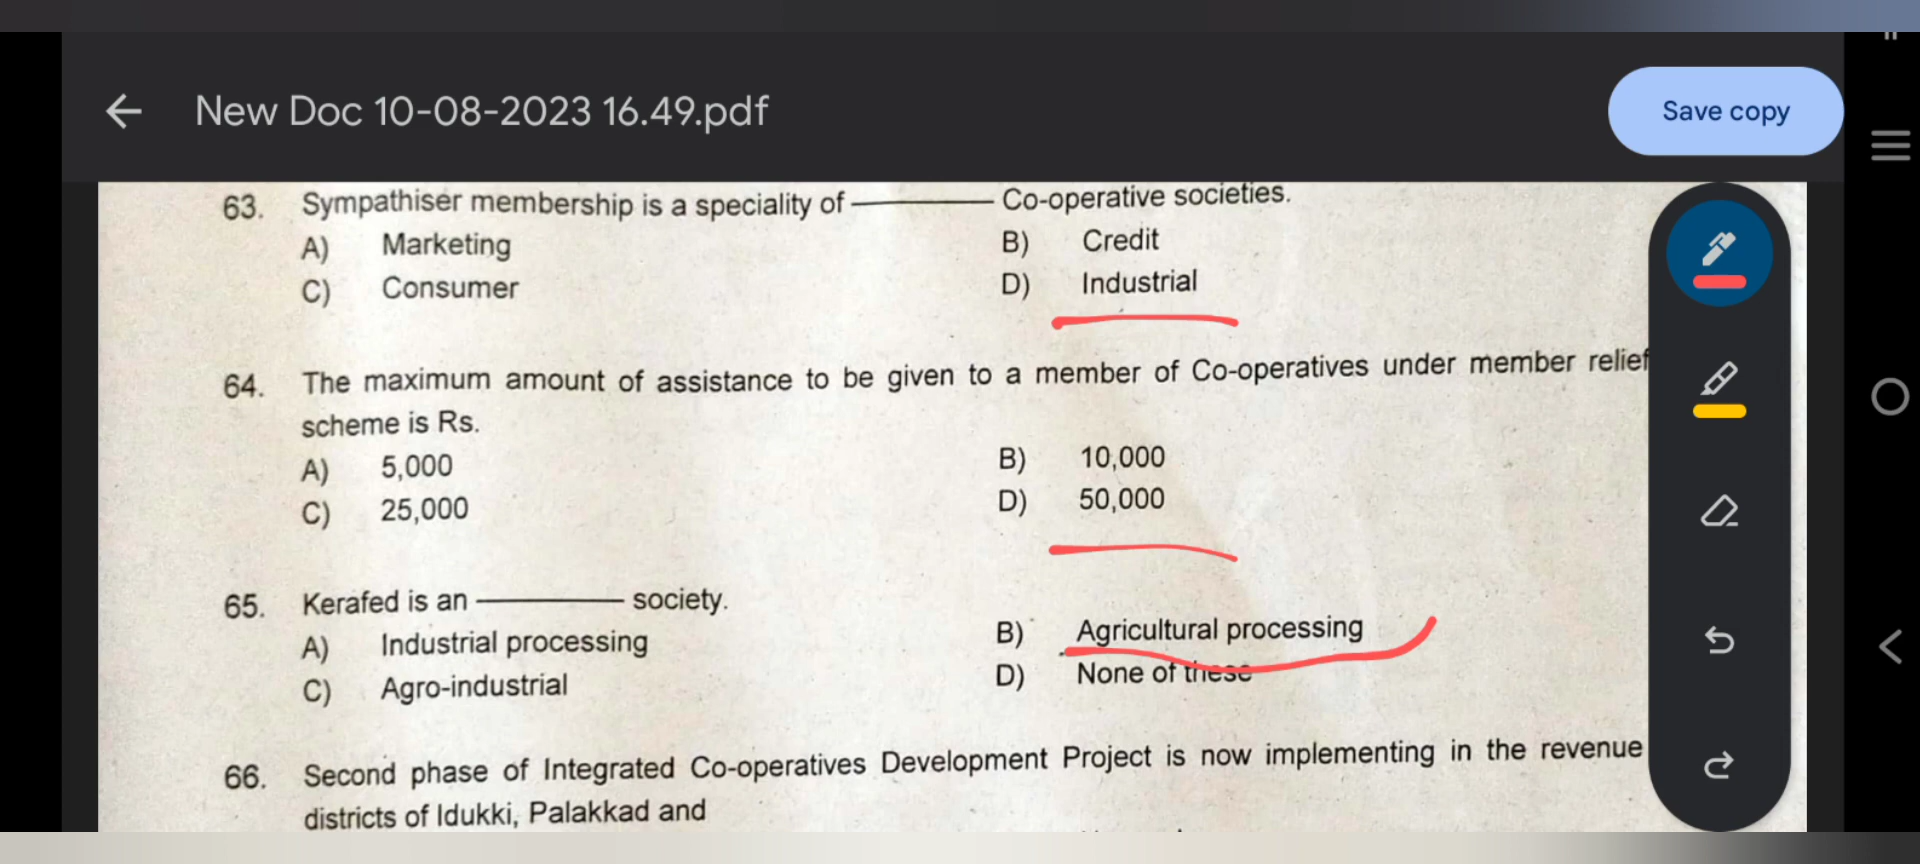 New Doc 10-08-2023 16.49.pdf
Save copy
63. Sympathiser membership is a speciality of ———— Co-operative societies.
A) Marketing B) Credit
C) Consumer D) Industrial
64. The maximum amount of assistance to be given to a member of Co-operatives under member relief
scheme is Rs.
A) 5,000 B) 10,000
C) 25,000 D) 50,000
65. Kerafed is an ———— society.
A) Industrial processing B) Agricultural processing
C) Agro-industrial D) None of these
66. Second phase of Integrated Co-operatives Development Project is now implementing in the revenue
districts of Idukki, Palakkad and